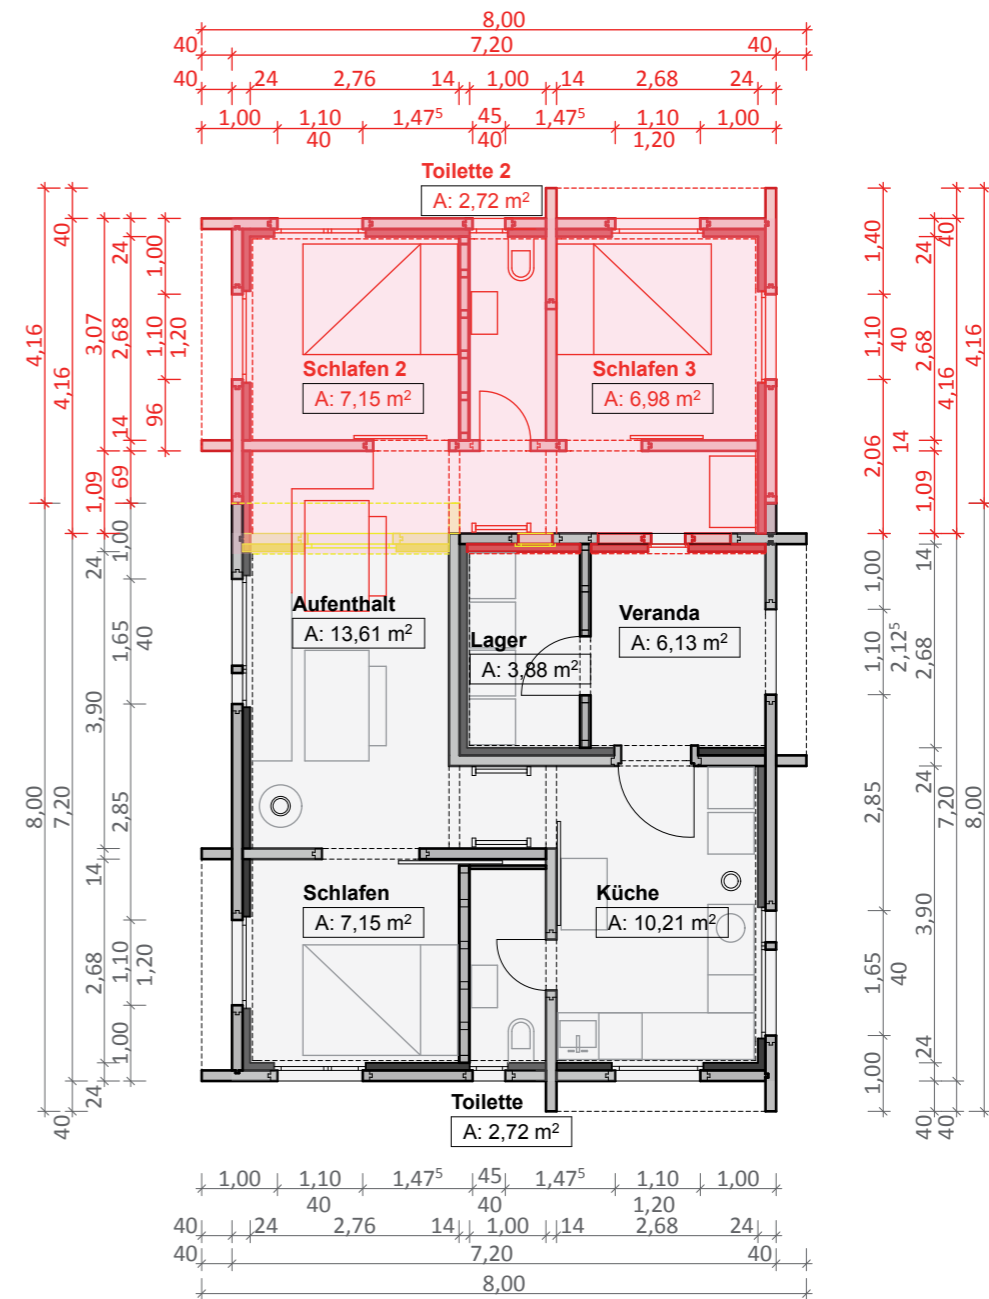 8,00
40 7,20 40
40 24 2,76 14 1,00 14 2,68 24
1,00 1,10 1,47⁵ 45 1,47⁵ 1,10 1,00
40 40 1,20
Toilette 2
A: 2,72 m²
Schlafen 2
A: 7,15 m²
Schlafen 3
A: 6,98 m²
4,16
40
4,16
24
3,07
2,68
14
1,09
69
1,00
1,10
1,20
96
40
24
1,40
1,10
40
2,68
4,16
4,16
2,06
14
1,09
Aufenthalt
A: 13,61 m²
Lager
A: 3,88 m²
Veranda
A: 6,13 m²
Schlafen
A: 7,15 m²
Küche
A: 10,21 m²
Toilette
A: 2,72 m²
1,00
24
1,65
40
3,90
8,00
7,20
2,85
14
2,68
1,10
1,20
1,00
24
40
1,00
14
1,10
2,12⁵
2,68
2,85
24
7,20
8,00
3,90
1,65
40
24
1,00
40
40
1,00 1,10 1,47⁵ 45 1,47⁵ 1,10 1,00
40 40 1,20
40 24 2,76 14 1,00 14 2,68 24
40 7,20 40
8,00